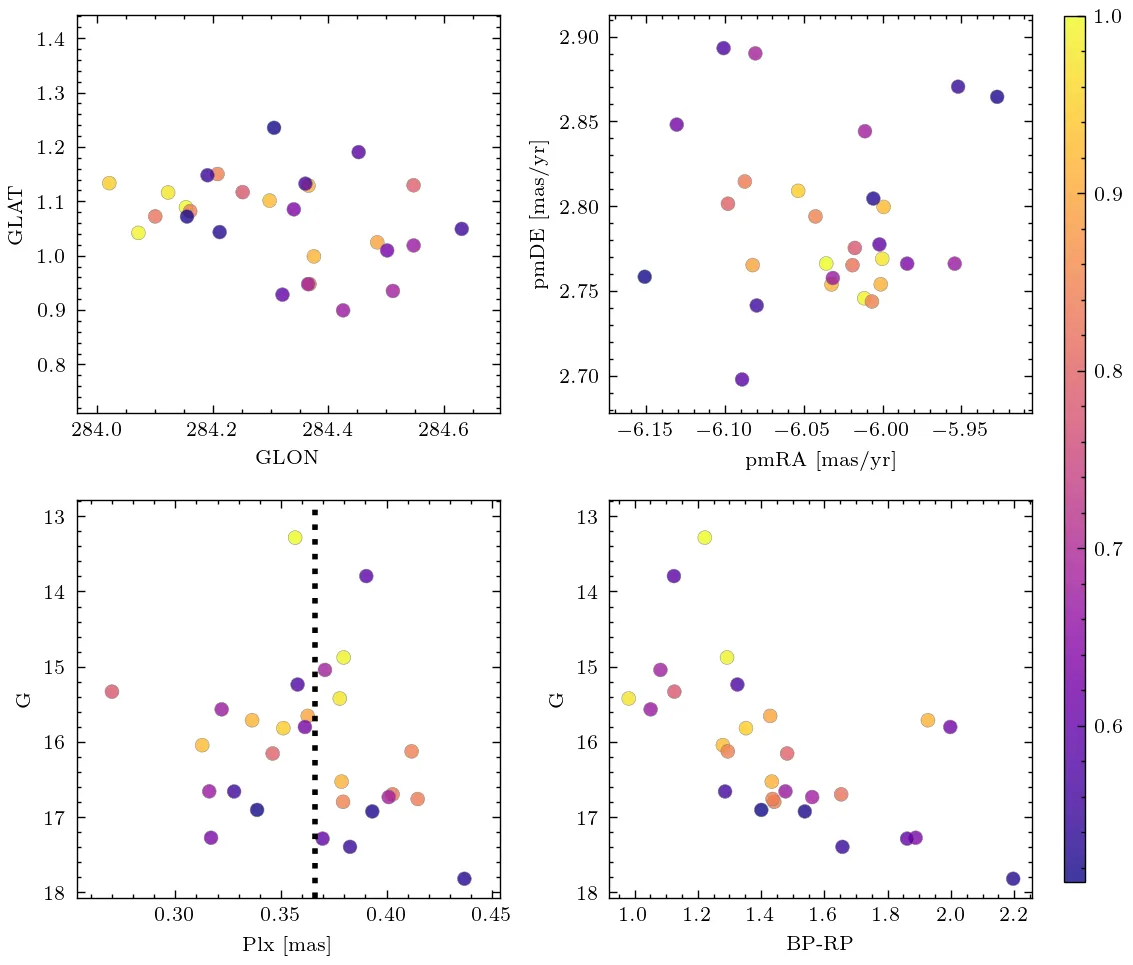 1.4
1.3
1.2
1.1
1.0
0.9
0.8
GLAT
284.0 284.2 284.4 284.6
GLON
2.90
2.85
2.80
2.75
2.70
pmDE [mas/yr]
−6.15 −6.10 −6.05 −6.00 −5.95
pmRA [mas/yr]
1.0
0.9
0.8
0.7
0.6
13
14
15
16
17
18
G
0.30 0.35 0.40 0.45
Plx [mas]
13
14
15
16
17
18
G
1.0 1.2 1.4 1.6 1.8 2.0 2.2
BP-RP